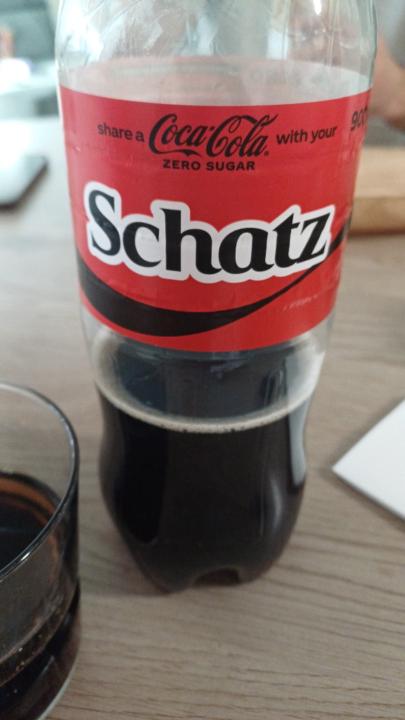 share a Coca-Cola with your
ZERO SUGAR
Schatz